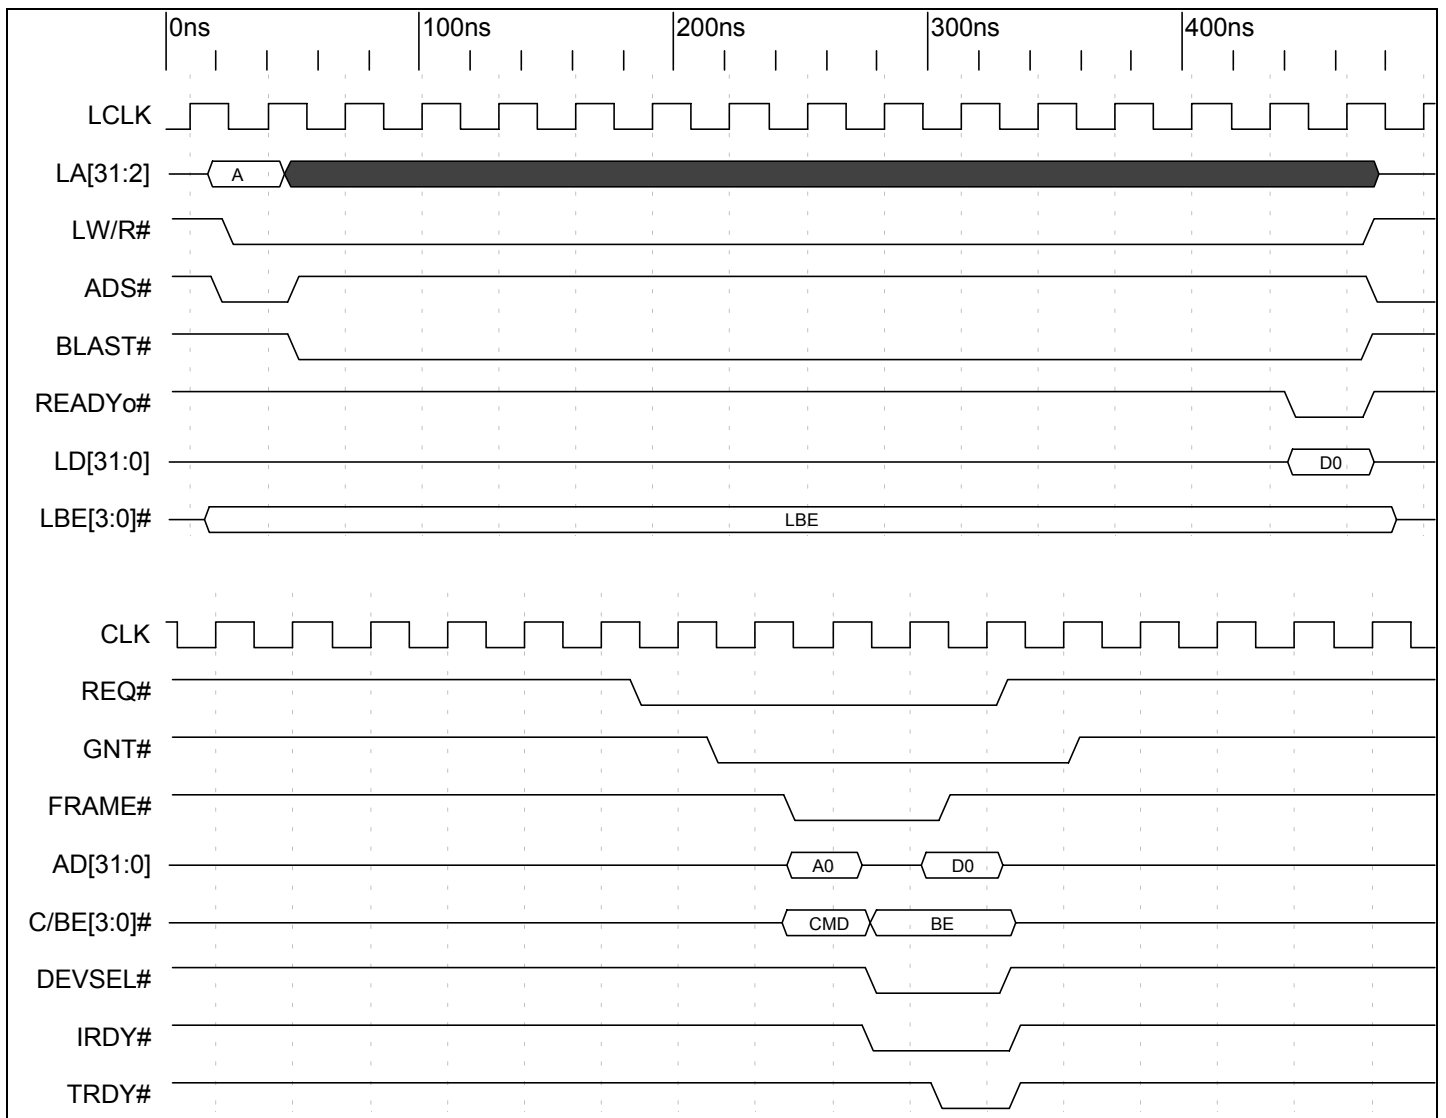 0ns 100ns 200ns 300ns 400ns
LCLK
LA[31:2] A
LW/R#
ADS#
BLAST#
READYo#
LD[31:0] D0
LBE[3:0]# LBE
CLK
REQ#
GNT#
FRAME#
AD[31:0] A0 D0
C/BE[3:0]# CMD BE
DEVSEL#
IRDY#
TRDY#